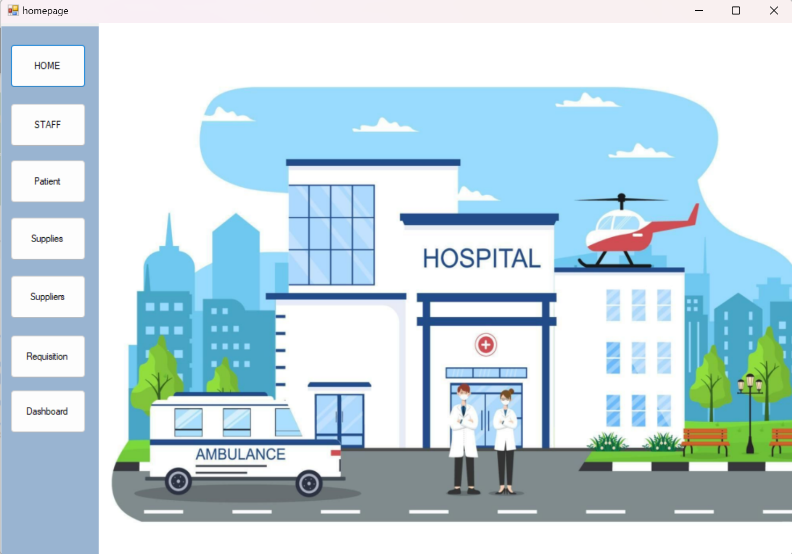 homepage
HOME
STAFF
Patient
Supplies
Suppliers
Requisition
Dashboard
HOSPITAL
AMBULANCE